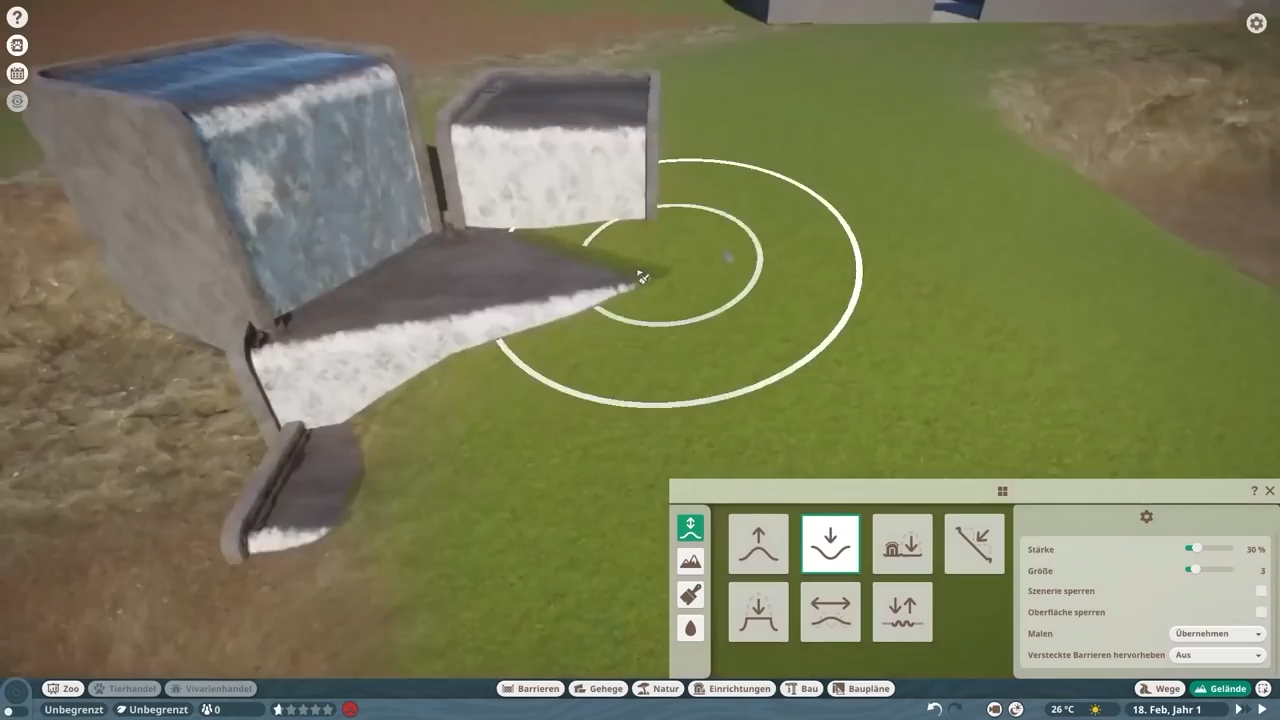 ?
? ✕
Stärke 30 %
Größe 3
Szenerie sperren
Oberfläche sperren
Malen Übernehmen
Versteckte Barrieren hervorheben Aus
Zoo Tierhandel Vivarienhandel Barrieren Gehege Natur Einrichtungen Bau Baupläne Wege Gelände
Unbegrenzt Unbegrenzt 0 26 °C 18. Feb, Jahr 1